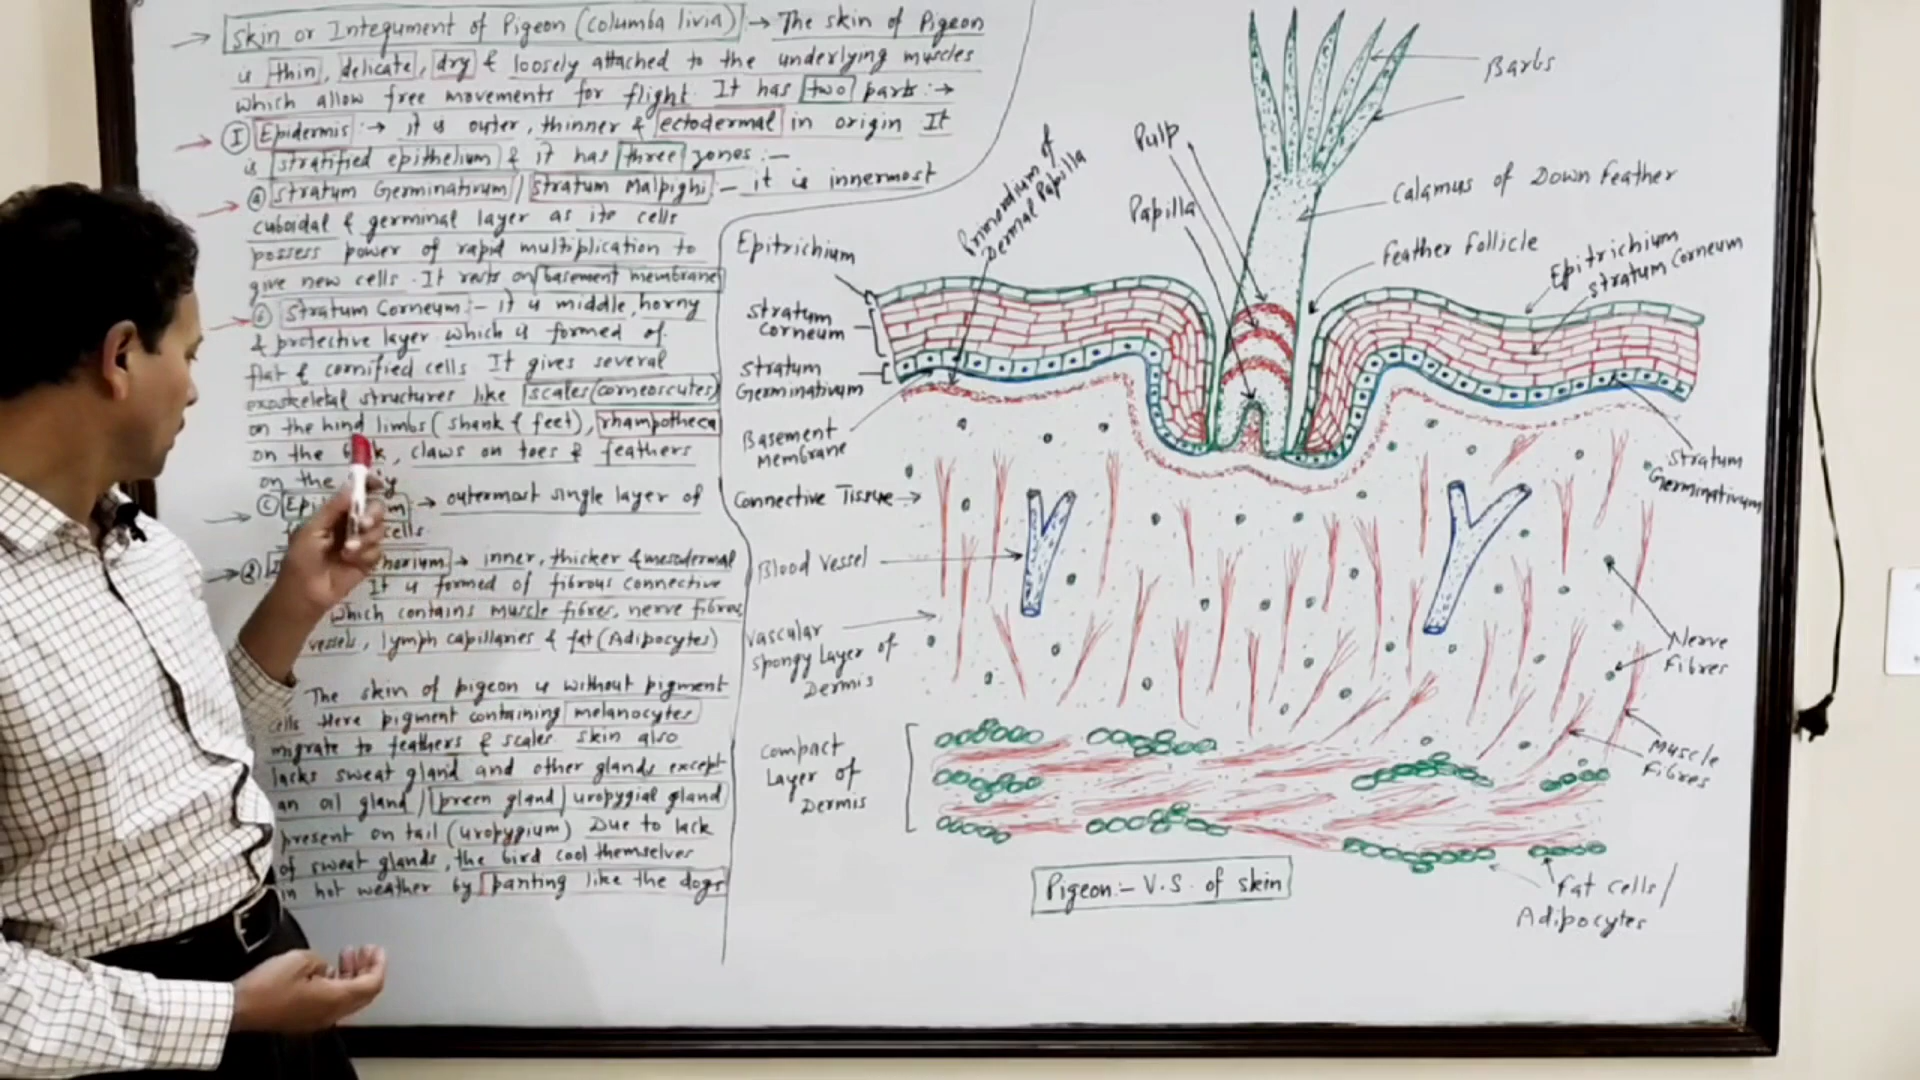 Skin or Integument of Pigeon (Columba livia) → The skin of Pigeon
is thin, delicate, dry & loosely attached to the underlying muscles
which allow free movements for flight. It has two parts :→
① Epidermis :→ it is outer, thinner & ectodermal in origin It
is stratified epithelium & it has three zones :-
ⓐ Stratum Germinativum / Stratum Malpighi - it is innermost
cuboidal & germinal layer as its cells
possess power of rapid multiplication to
give new cells. It rests on basement membrane
Stratum Corneum :- it is middle, horny
& protective layer which is formed of
flat & cornified cells It gives several
exoskeletal structures like scales (corneoscutes)
on the hind limbs (shank & feet), rhampotheca
on the , claws on toes & feathers
on the
ⓒ → outermost single layer of
cells.
② → inner, thicker & mesodermal
It is formed of fibrous connective
which contains muscle fibres, nerve fibres
vessels, lymph capillaries & fat (Adipocytes)
The skin of pigeon is without pigment
cells Here pigment containing melanocytes
migrate to feathers & scales skin also
lacks sweat gland and other glands except
an oil gland / preen gland / uropygial gland
present on tail (uropygium) Due to lack
of sweat glands, the bird cool themselves
in hot weather by panting like the dogs
Barbs
Pulp
Primordium of
Dermal Papilla
Papilla
Calamus of Down Feather
Feather Follicle
Epitrichium
Stratum Corneum
Epitrichium
Stratum
Corneum
Stratum
Germinativum
Basement
Membrane
Stratum
Germinativum
Connective Tissue
Blood Vessel
Vascular
Spongy Layer of
Dermis
Nerve
Fibres
Muscle
Fibres
Compact
Layer of
Dermis
Pigeon :- V.S. of skin
Fat cells /
Adipocytes